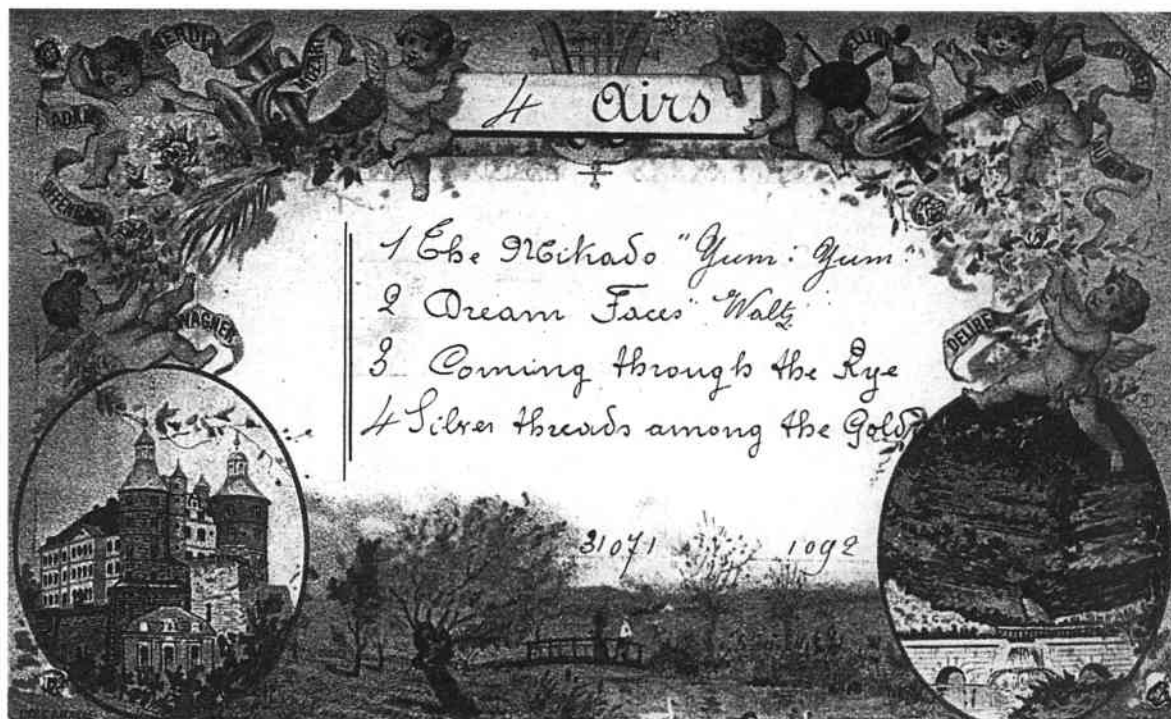 VERDI
MOZART
ADAM
WAGNER
DELIBE
4 Airs
1 The Mikado "Yum: Yum"
2 Dream Faces" Waltz
3 Coming through the Rye
4 Silver threads among the Gold
31071 1092